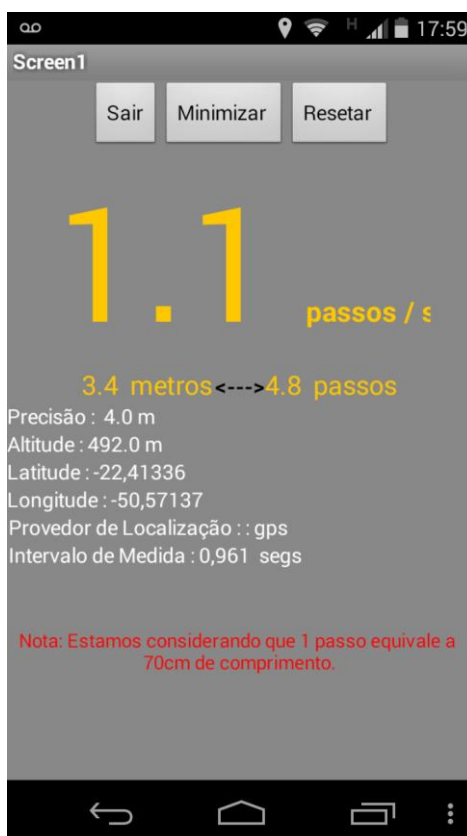 H 17:59
Screen1
Sair Minimizar Resetar
1.1 passos / s
3.4 metros<--->4.8 passos
Precisão : 4.0 m
Altitude : 492.0 m
Latitude : -22,41336
Longitude : -50,57137
Provedor de Localização : : gps
Intervalo de Medida : 0,961 segs
Nota: Estamos considerando que 1 passo equivale a
70cm de comprimento.